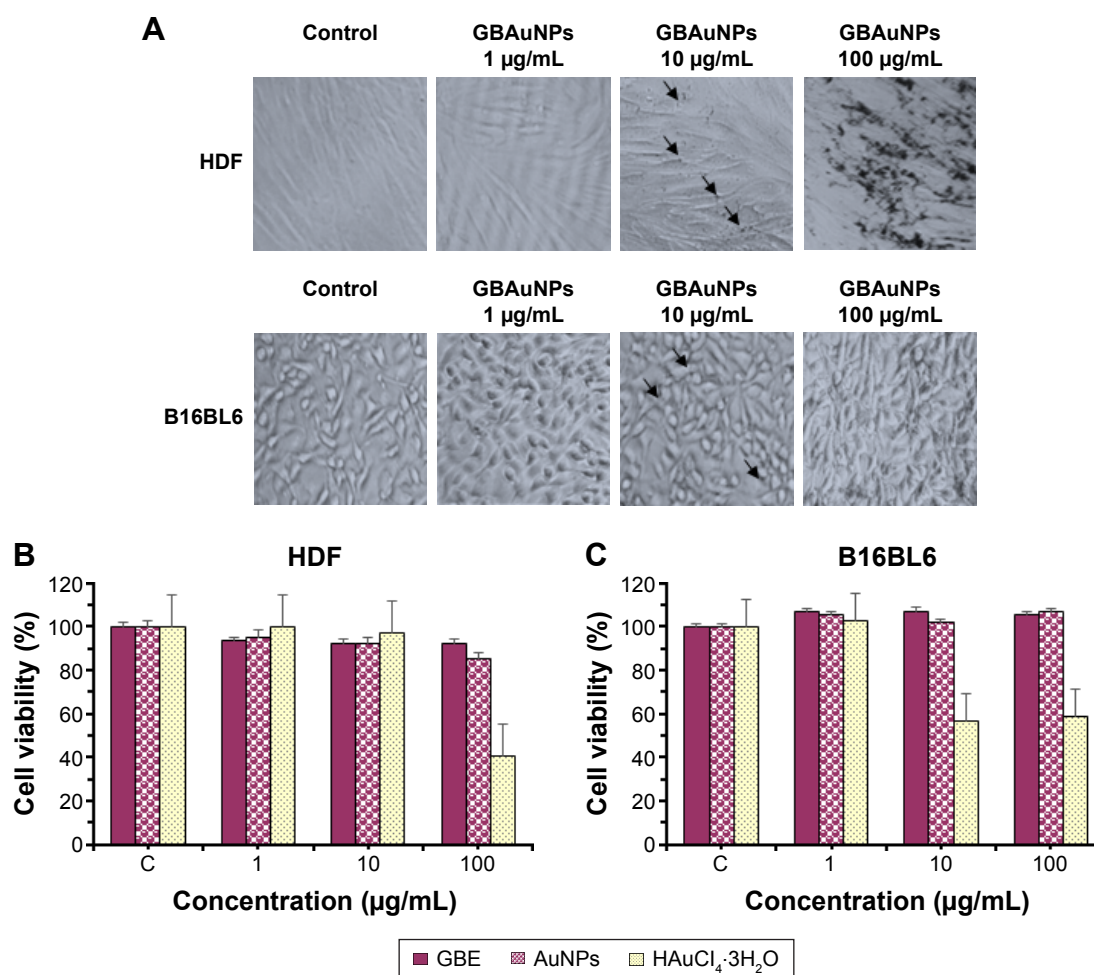 A
Control
GBAuNPs
1 µg/mL
GBAuNPs
10 µg/mL
GBAuNPs
100 µg/mL
HDF
Control
GBAuNPs
1 µg/mL
GBAuNPs
10 µg/mL
GBAuNPs
100 µg/mL
B16BL6
B
HDF
Cell viability (%)
120
100
80
60
40
20
0
C 1 10 100
Concentration (µg/mL)
C
B16BL6
Cell viability (%)
120
100
80
60
40
20
0
C 1 10 100
Concentration (µg/mL)
GBE AuNPs HAuCl₄·3H₂O